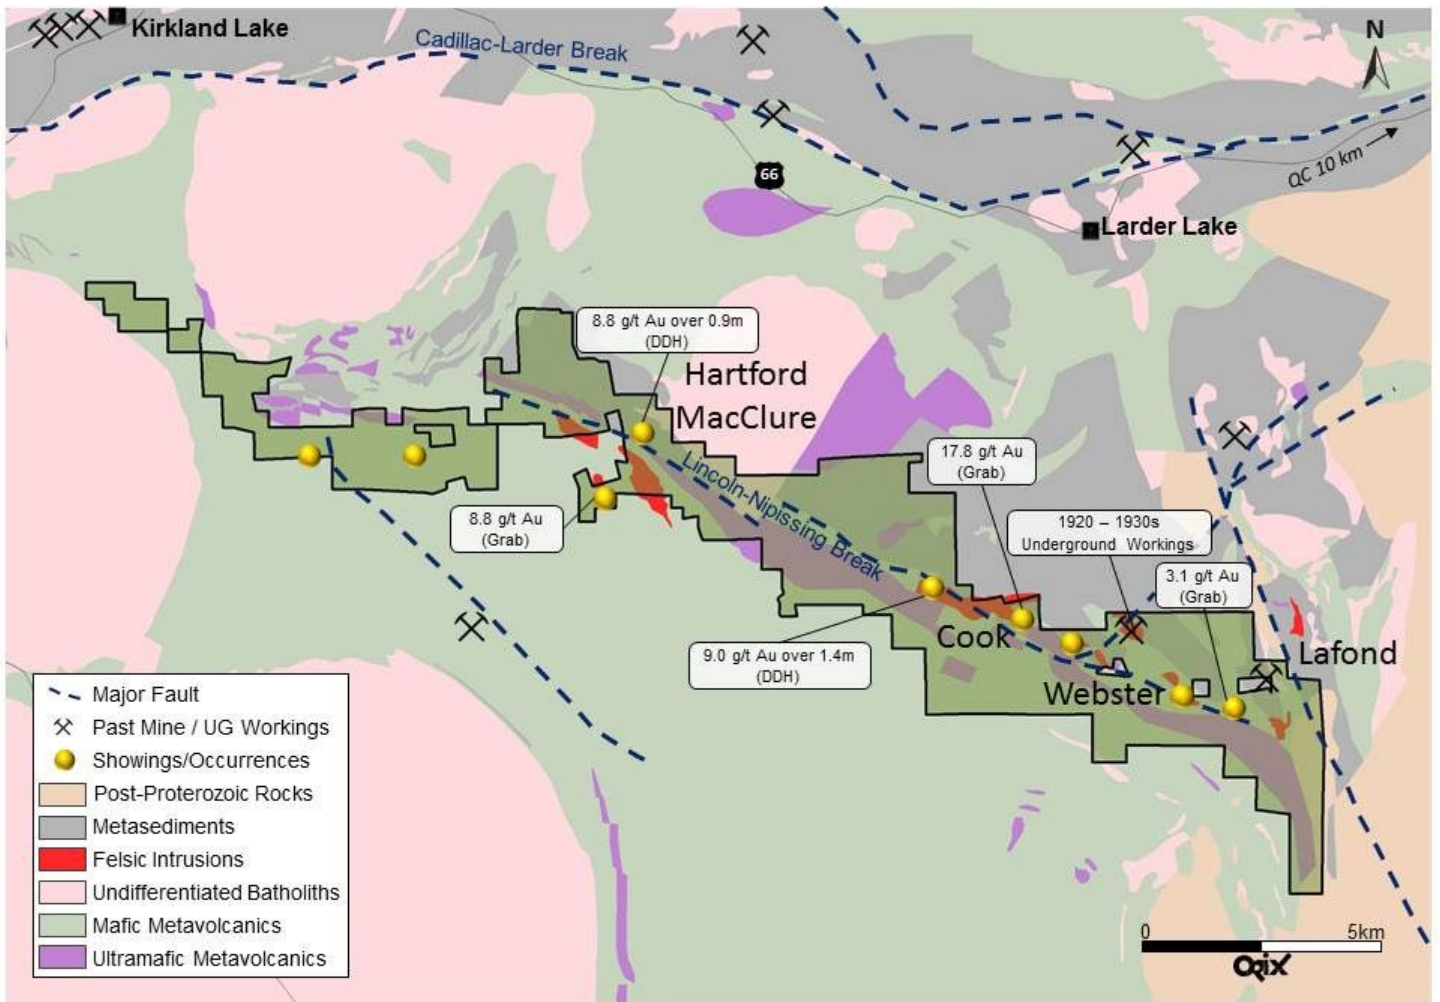 Kirkland Lake
N
Cadillac-Larder Break
66
QC 10 km
Larder Lake
8.8 g/t Au over 0.9m
(DDH)
Hartford
MacClure
17.8 g/t Au
(Grab)
Lincoln-Nipissing Break
8.8 g/t Au
(Grab)
1920 – 1930s
Underground Workings
3.1 g/t Au
(Grab)
9.0 g/t Au over 1.4m
(DDH)
Cook
Lafond
Webster
Major Fault
Past Mine / UG Workings
Showings/Occurrences
Post-Proterozoic Rocks
Metasediments
Felsic Intrusions
Undifferentiated Batholiths
Mafic Metavolcanics
Ultramafic Metavolcanics
0 5km
Orix